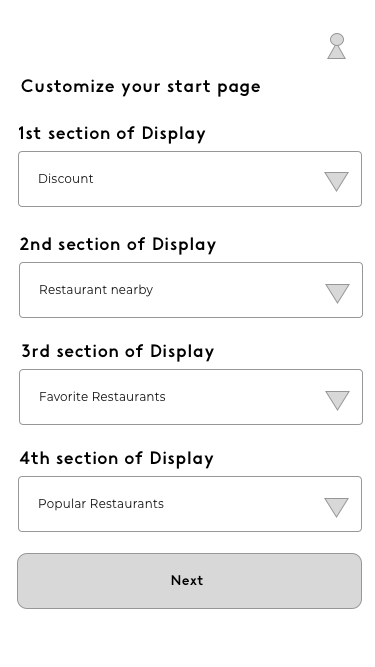 Customize your start page
1st section of Display
Discount
2nd section of Display
Restaurant nearby
3rd section of Display
Favorite Restaurants
4th section of Display
Popular Restaurants
Next